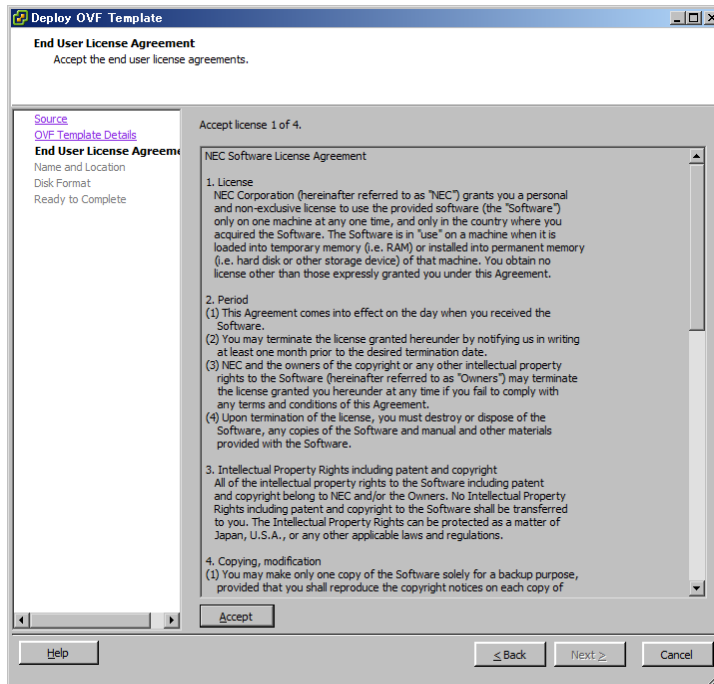 Deploy OVF Template
End User License Agreement
Accept the end user license agreements.
Source
OVF Template Details
End User License Agreeme
Name and Location
Disk Format
Ready to Complete
Accept license 1 of 4.
NEC Software License Agreement
1. License
NEC Corporation (hereinafter referred to as "NEC") grants you a personal
and non-exclusive license to use the provided software (the "Software")
only on one machine at any one time, and only in the country where you
acquired the Software. The Software is in "use" on a machine when it is
loaded into temporary memory (i.e. RAM) or installed into permanent memory
(i.e. hard disk or other storage device) of that machine. You obtain no
license other than those expressly granted you under this Agreement.
2. Period
(1) This Agreement comes into effect on the day when you received the
Software.
(2) You may terminate the license granted hereunder by notifying us in writing
at least one month prior to the desired termination date.
(3) NEC and the owners of the copyright or any other intellectual property
rights to the Software (hereinafter referred to as "Owners") may terminate
the license granted you hereunder at any time if you fail to comply with
any terms and conditions of this Agreement.
(4) Upon termination of the license, you must destroy or dispose of the
Software, any copies of the Software and manual and other materials
provided with the Software.
3. Intellectual Property Rights including patent and copyright
All of the intellectual property rights to the Software including patent
and copyright belong to NEC and/or the Owners. No Intellectual Property
Rights including patent and copyright to the Software shall be transferred
to you. The Intellectual Property Rights can be protected as a matter of
Japan, U.S.A., or any other applicable laws and regulations.
4. Copying, modification
(1) You may make only one copy of the Software solely for a backup purpose,
provided that you shall reproduce the copyright notices on each copy of
Accept
Help
≤ Back
Next ≥
Cancel